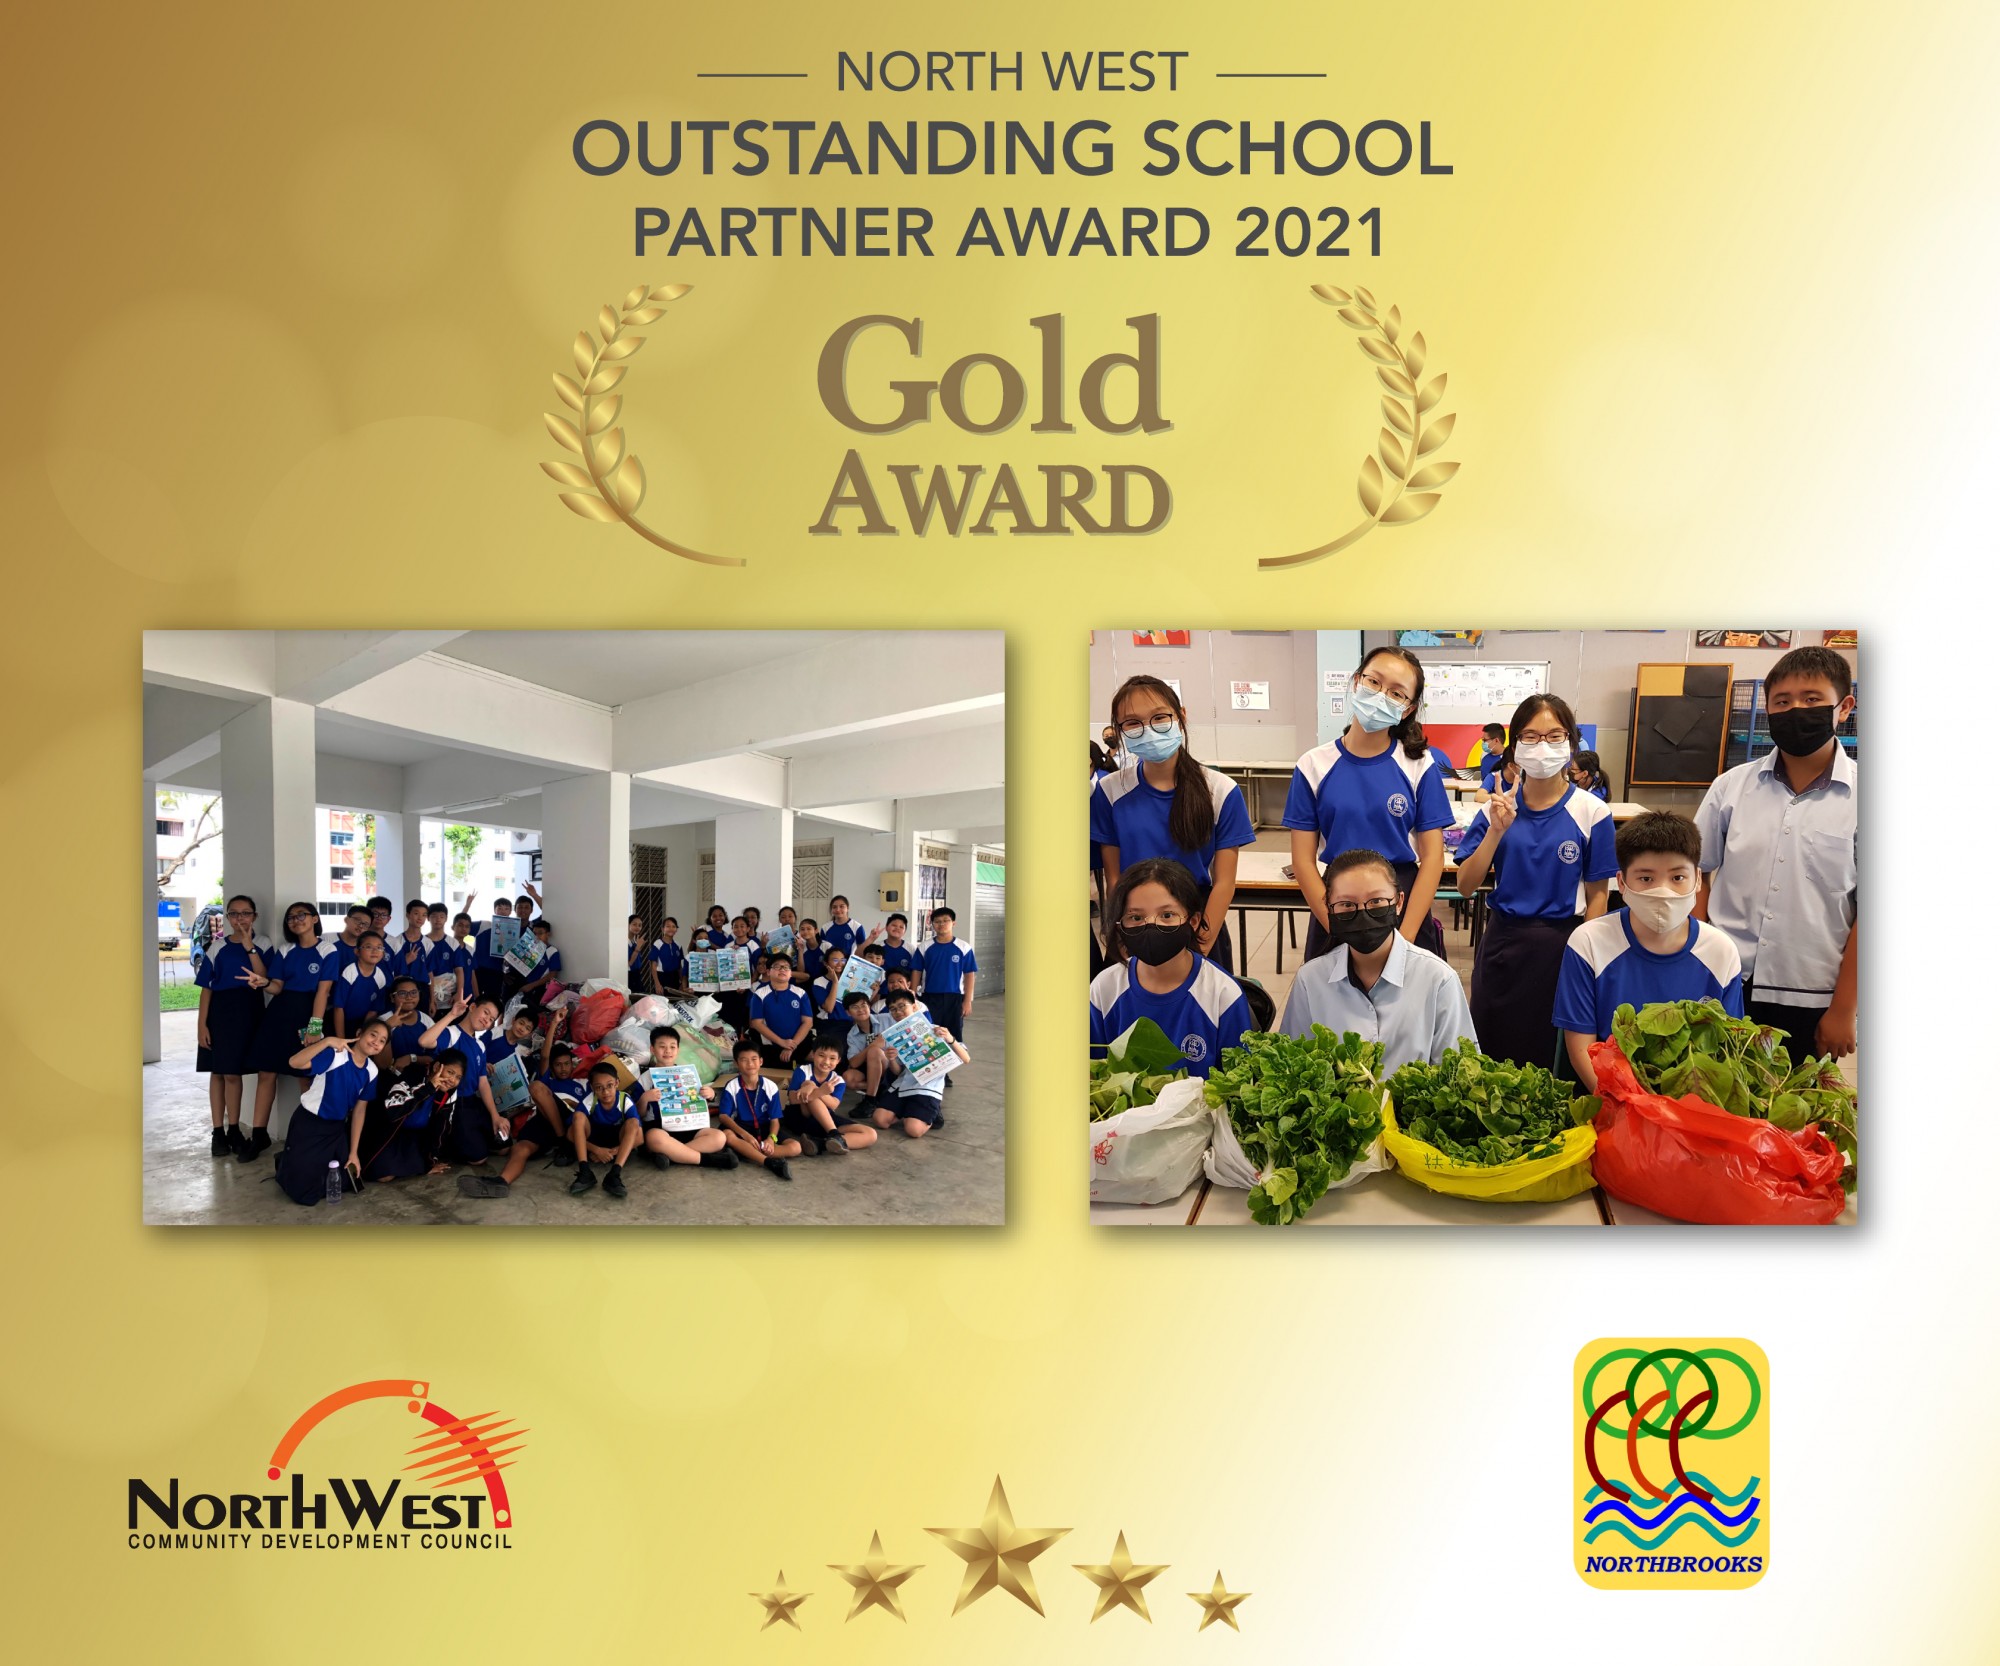 NORTH WEST
OUTSTANDING SCHOOL
PARTNER AWARD 2021
Gold
AWARD
NORTHWEST
COMMUNITY DEVELOPMENT COUNCIL
NORTHBROOKS